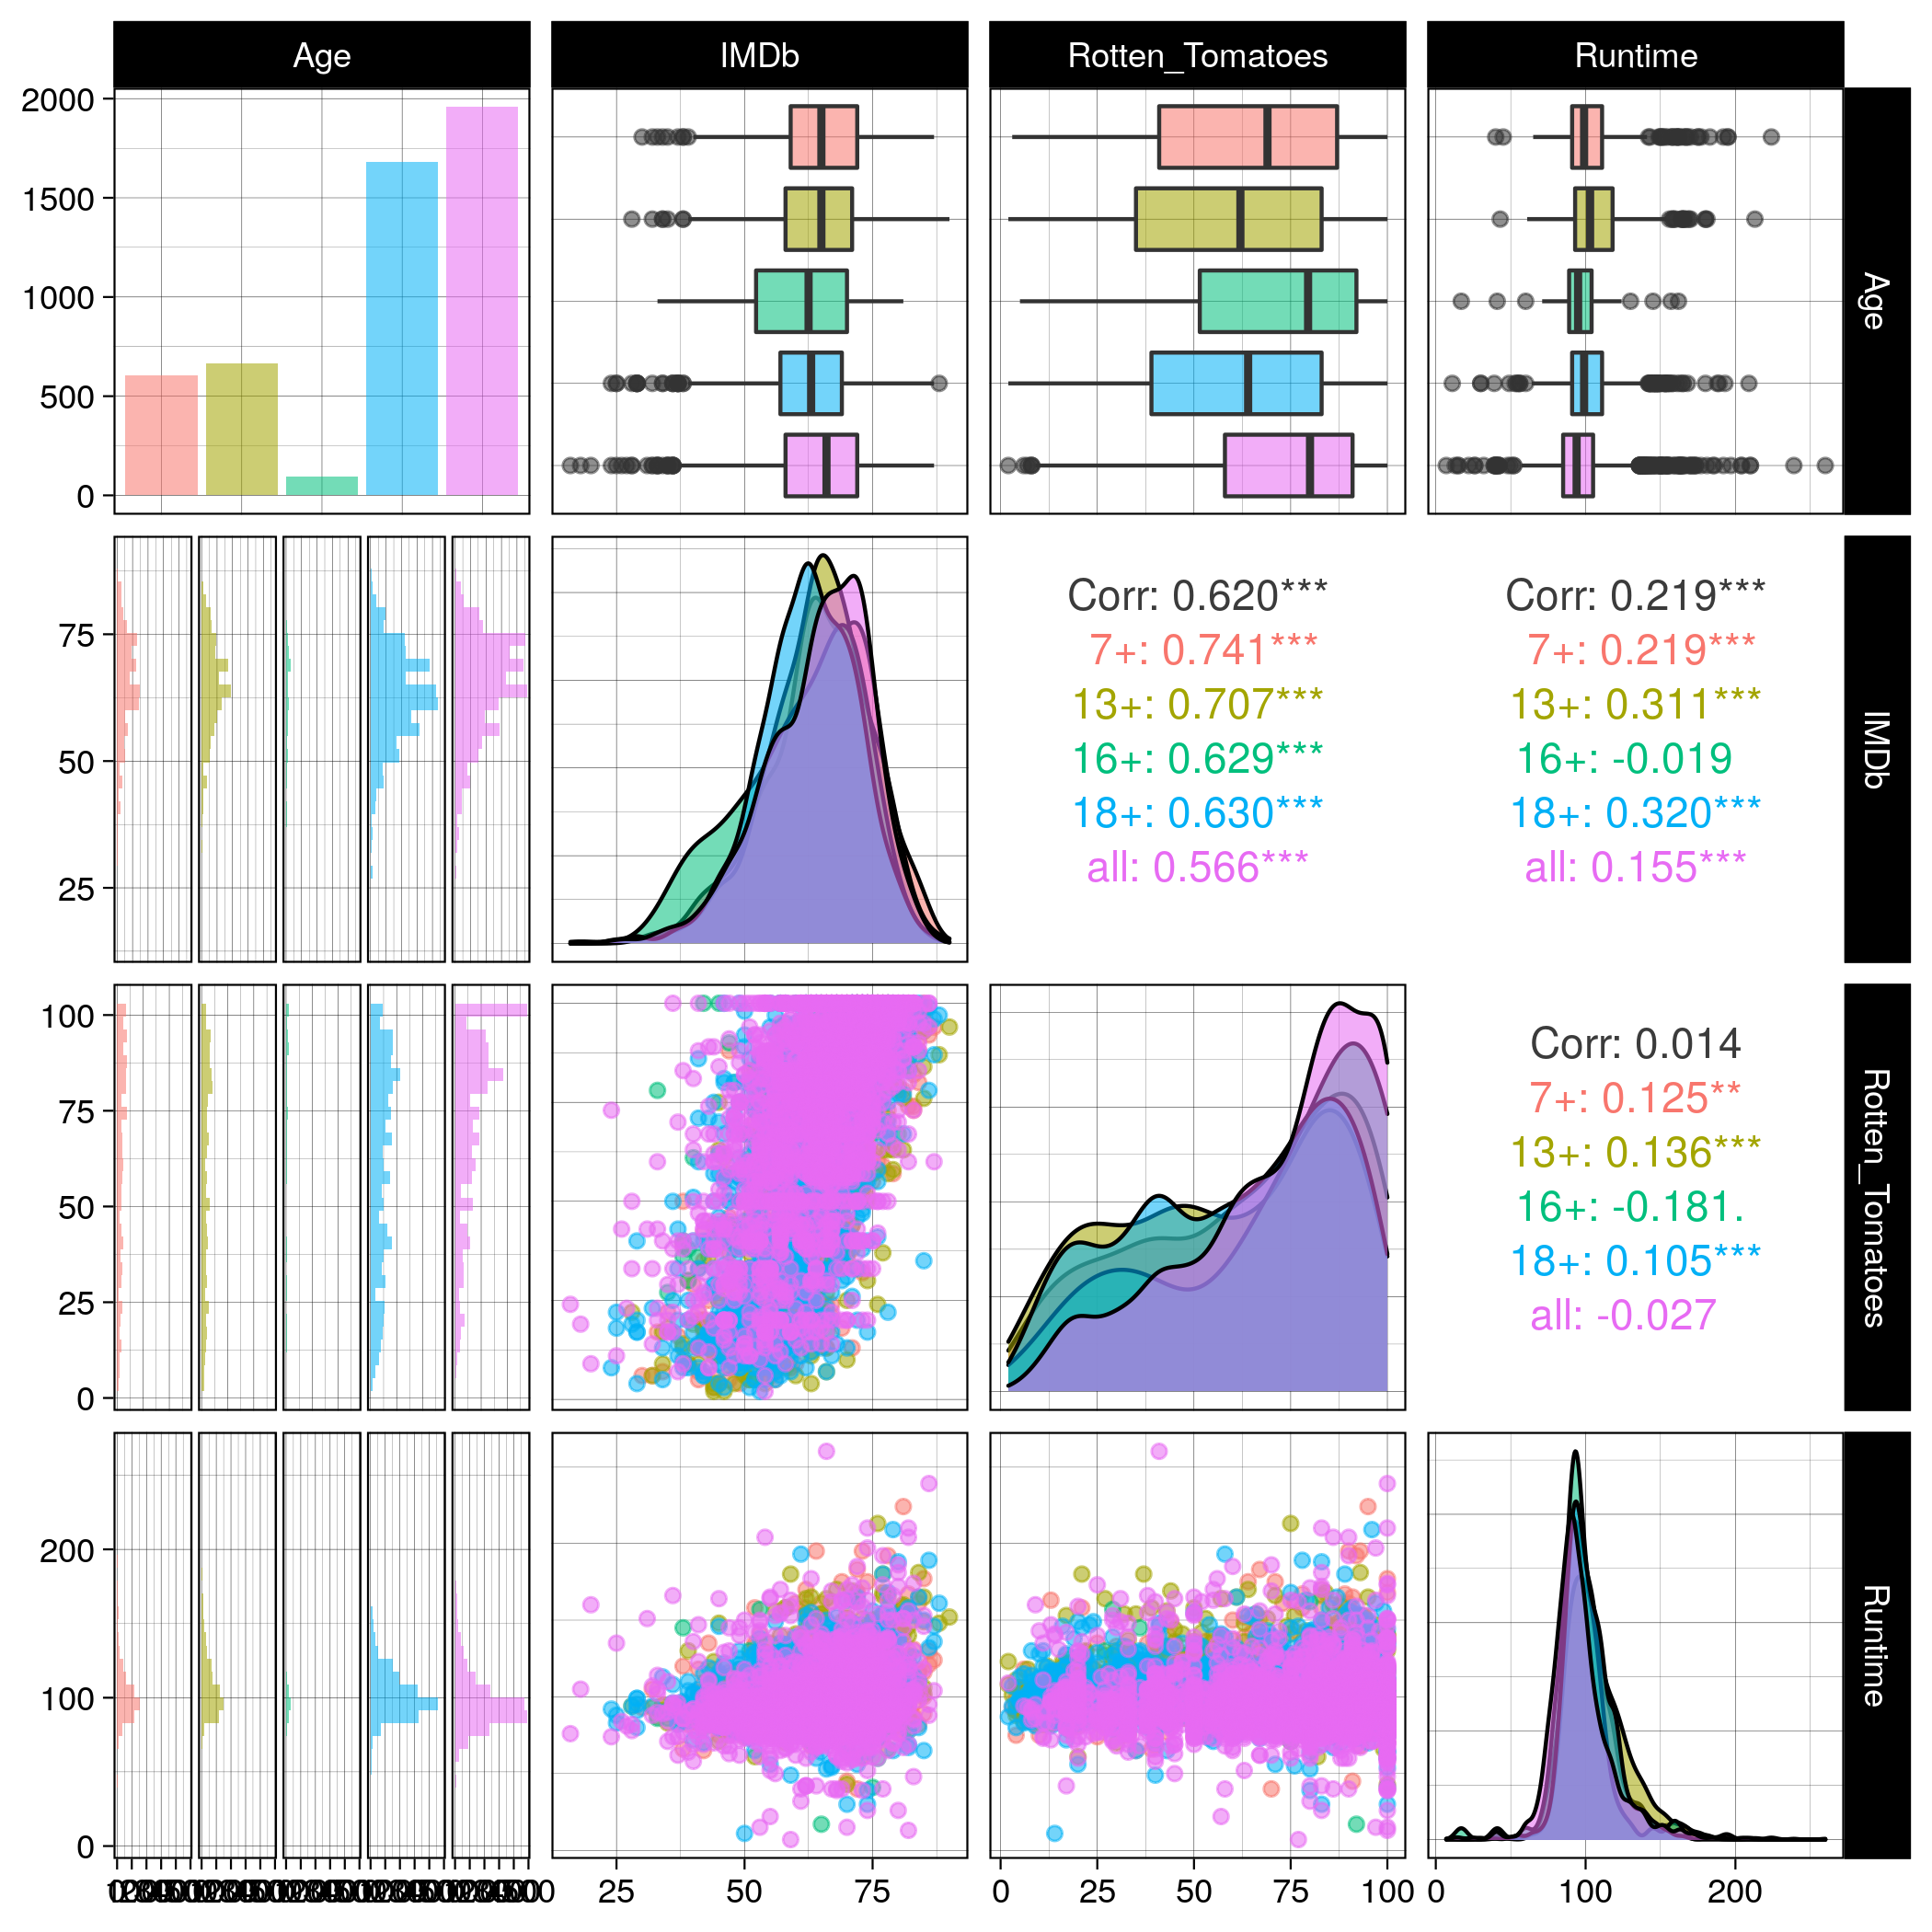 Age
IMDb
Rotten_Tomatoes
Runtime
2000
1500
1000
500
0
Age
75
50
25
Corr: 0.620***
7+: 0.741***
13+: 0.707***
16+: 0.629***
18+: 0.630***
all: 0.566***
Corr: 0.219***
7+: 0.219***
13+: 0.311***
16+: -0.019
18+: 0.320***
all: 0.155***
IMDb
100
75
50
25
0
Corr: 0.014
7+: 0.125**
13+: 0.136***
16+: -0.181.
18+: 0.105***
all: -0.027
Rotten_Tomatoes
200
100
0
Runtime
25 50 75
0 25 50 75 100
0 100 200